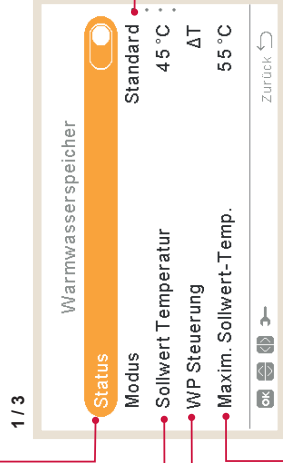 1 / 3
Warmwasserspeicher
Status
Modus Standard
Sollwert Temperatur 45°C
WP Steuerung ΔT
Maxim. Sollwert-Temp. 55°C
OK Zurück